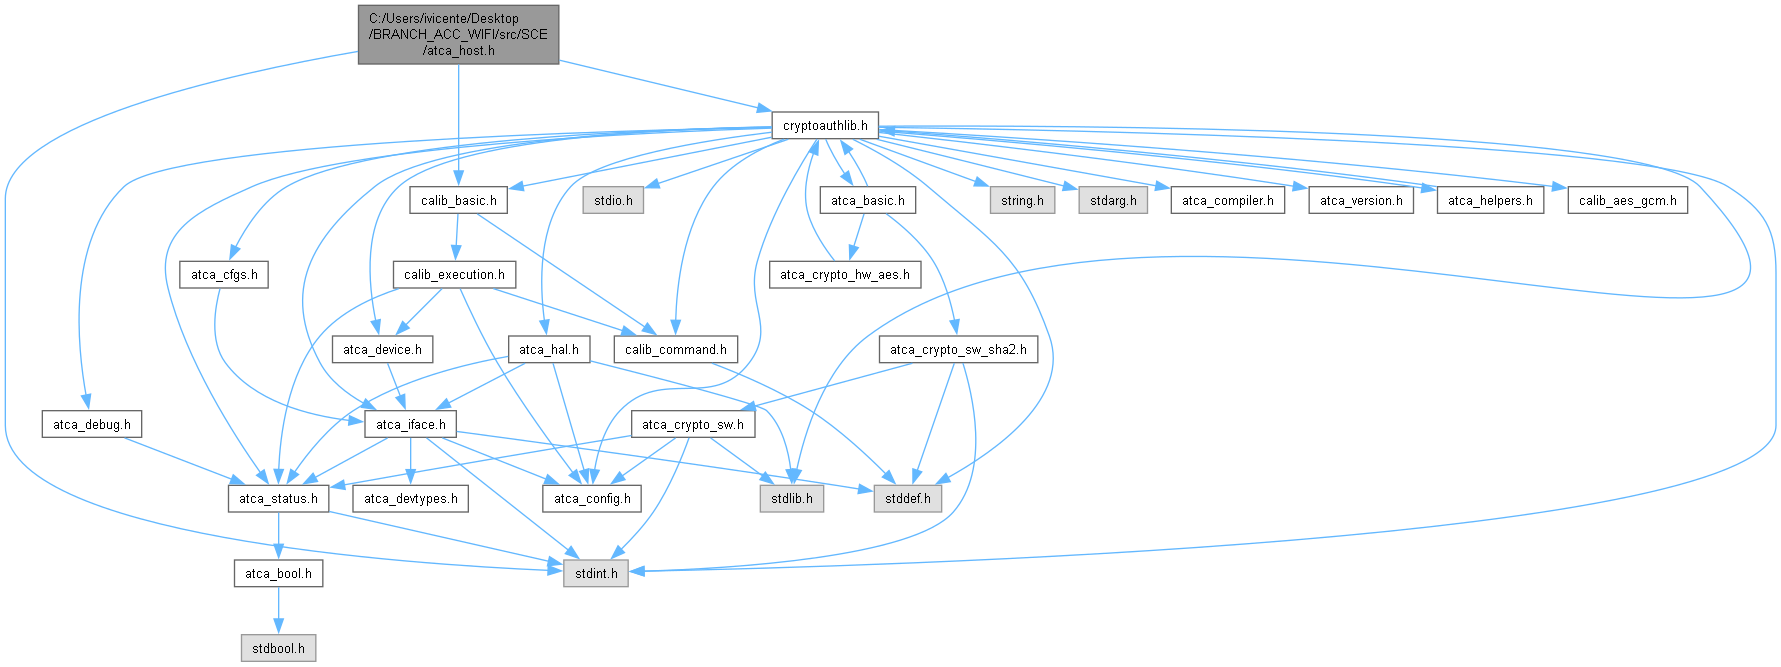 C:/Users/ivicente/Desktop
/BRANCH_ACC_WIFI/src/SCE
/atca_host.h
cryptoauthlib.h
calib_basic.h
stdio.h
atca_basic.h
string.h
stdarg.h
atca_compiler.h
atca_version.h
atca_helpers.h
calib_aes_gcm.h
atca_cfgs.h
calib_execution.h
atca_crypto_hw_aes.h
atca_device.h
atca_hal.h
calib_command.h
atca_crypto_sw_sha2.h
atca_debug.h
atca_iface.h
atca_crypto_sw.h
atca_status.h
atca_devtypes.h
atca_config.h
stdlib.h
stddef.h
atca_bool.h
stdint.h
stdbool.h